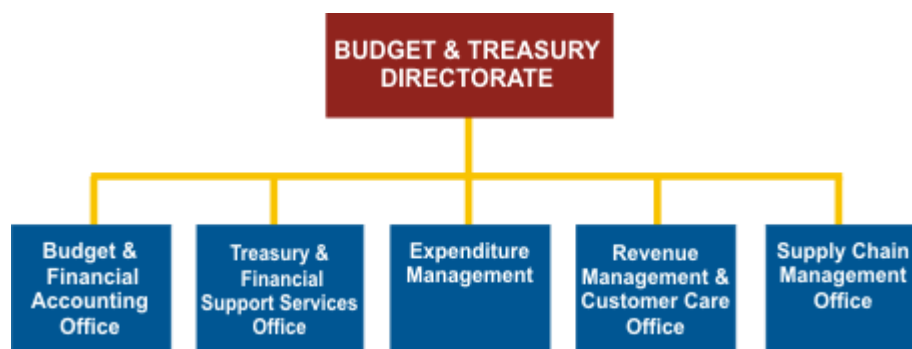 BUDGET & TREASURY
DIRECTORATE
Budget &
Financial
Accounting
Office
Treasury &
Financial
Support Services
Office
Expenditure
Management
Revenue
Management &
Customer Care
Office
Supply Chain
Management
Office